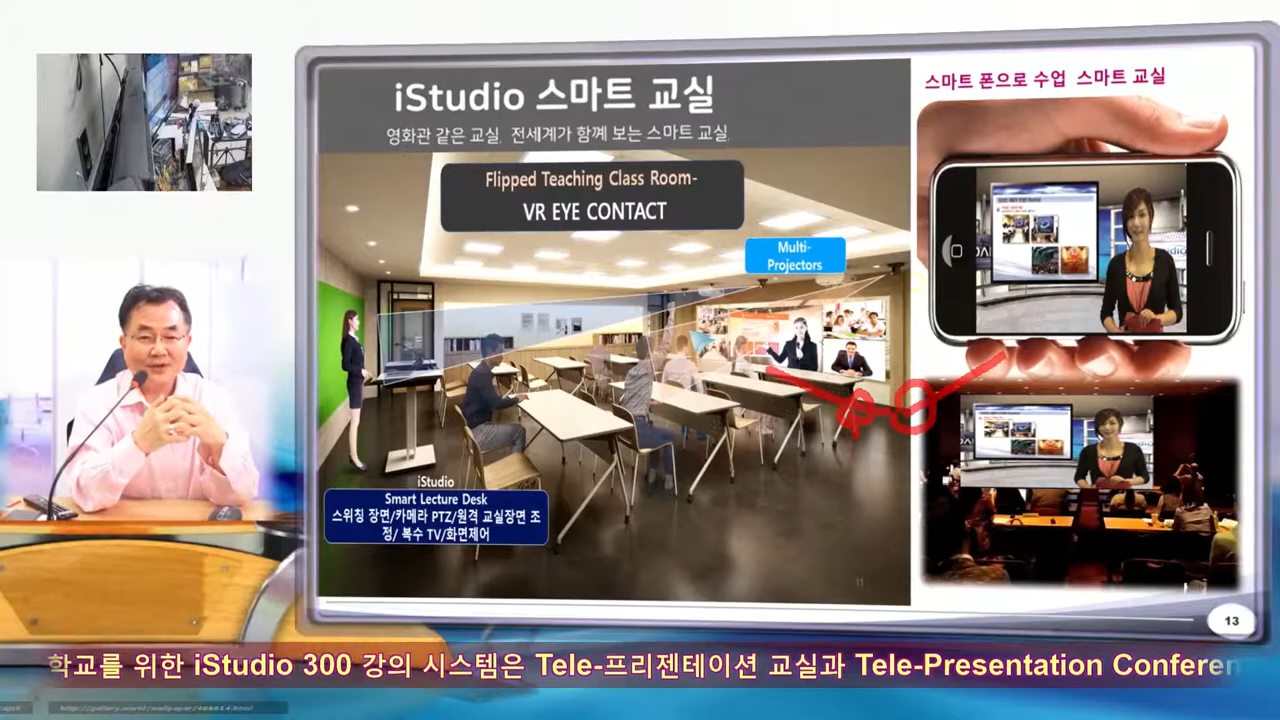 iStudio 스마트 교실
영화관 같은 교실, 전세계가 함께 보는 스마트 교실,
Flipped Teaching Class Room-
VR EYE CONTACT
Multi-
Projectors
iStudio
Smart Lecture Desk
스위칭 장면/카메라 PTZ/원격 교실장면 조
정/ 복수 TV/화면제어
11
스마트 폰으로 수업 스마트 교실
13
학교를 위한 iStudio 300 강의 시스템은 Tele-프리젠테이션 교실과 Tele-Presentation Conferen